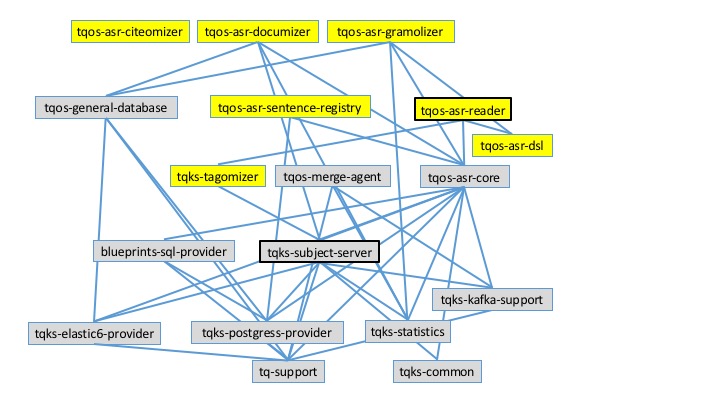 tqos-asr-citeomizer
tqos-asr-documizer
tqos-asr-gramolizer
tqos-general-database
tqos-asr-sentence-registry
tqos-asr-reader
tqos-asr-dsl
tqks-tagomizer
tqos-merge-agent
tqos-asr-core
blueprints-sql-provider
tqks-subject-server
tqks-kafka-support
tqks-elastic6-provider
tqks-postgress-provider
tqks-statistics
tq-support
tqks-common